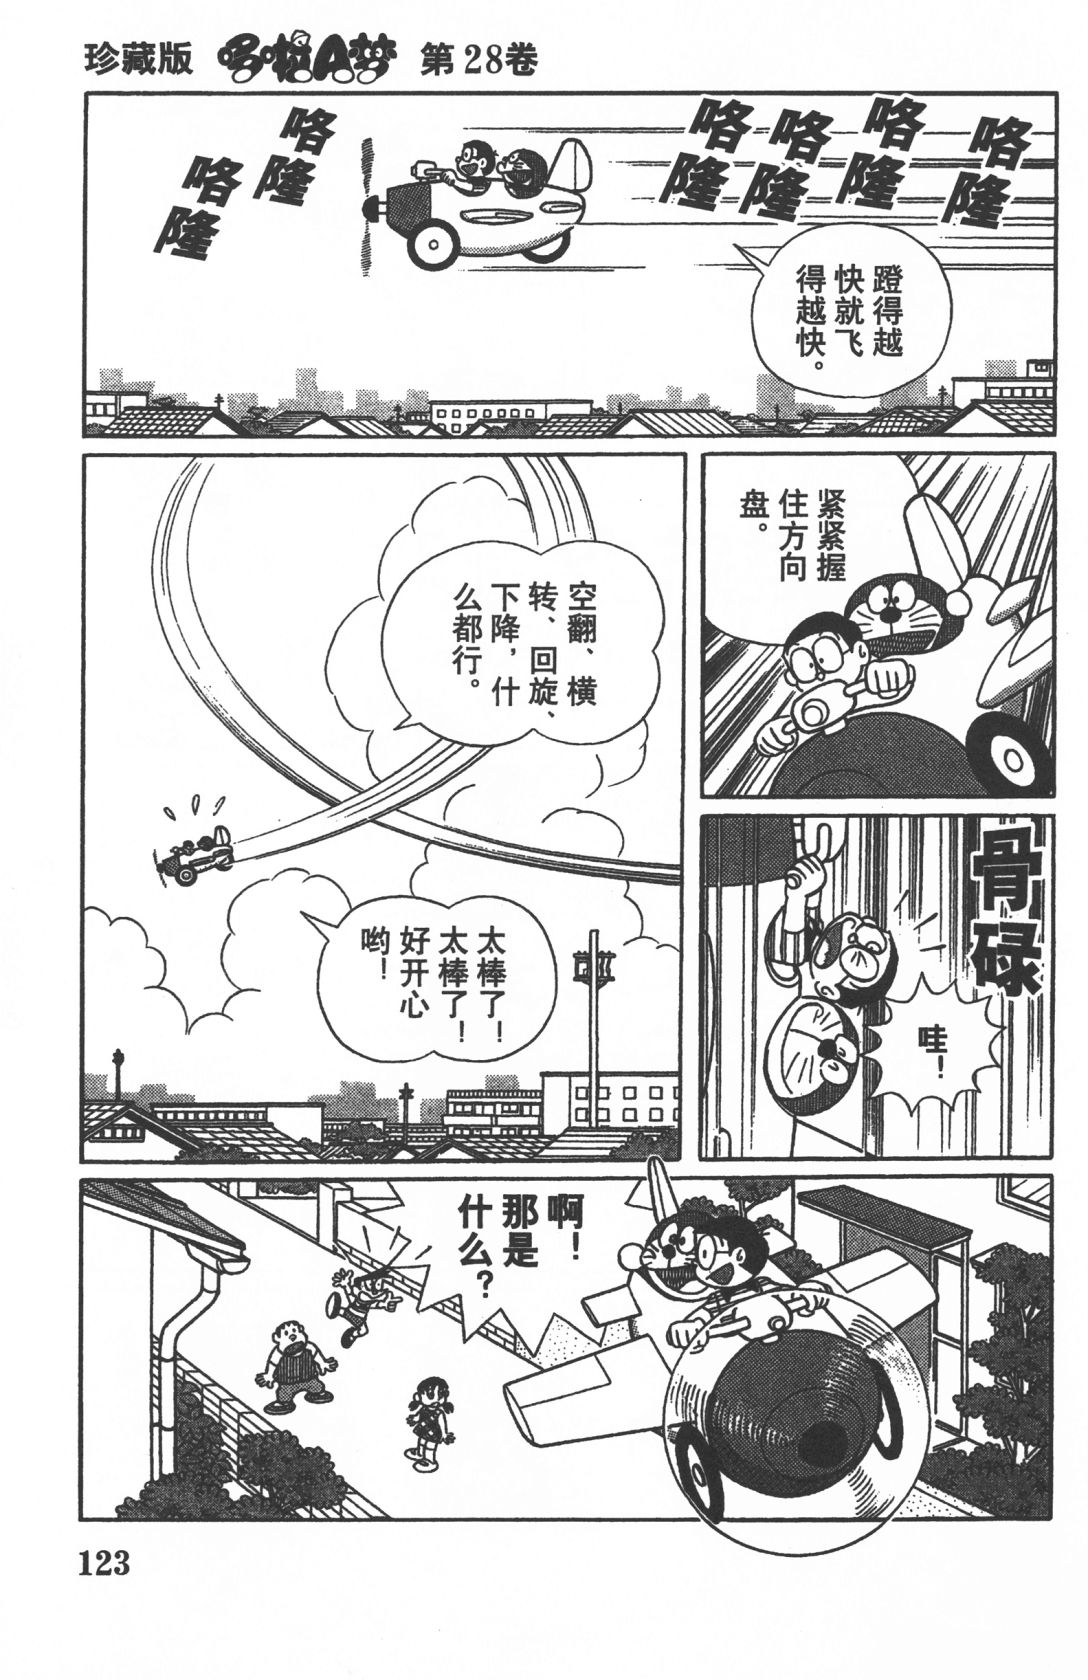 珍藏版 哆啦A梦 第28卷
咯隆
咯隆
咯隆
咯隆
咯隆
咯隆
蹬得越
快就飞
得越快。
紧紧握
住方向
盘。
空翻、横
转、回旋、
下降，什
么都行。
太棒了！
太棒了！
好开心
哟！
骨碌
哇！
啊！
那是
什么？
123